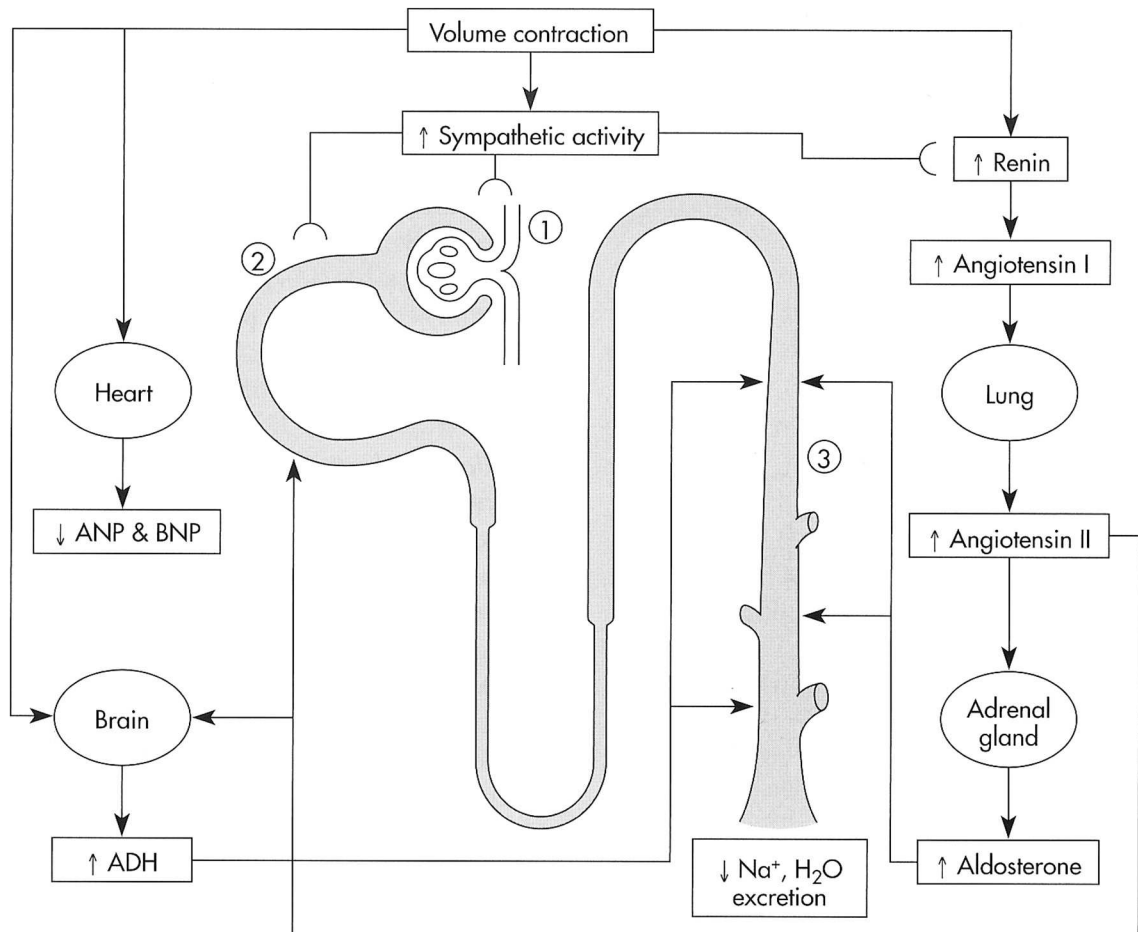 Volume contraction
↑ Sympathetic activity
↑ Renin
①
②
↑ Angiotensin I
Heart
Lung
③
↓ ANP & BNP
↑ Angiotensin II
Brain
Adrenal
gland
↑ ADH
↓ Na⁺, H₂O
excretion
↑ Aldosterone